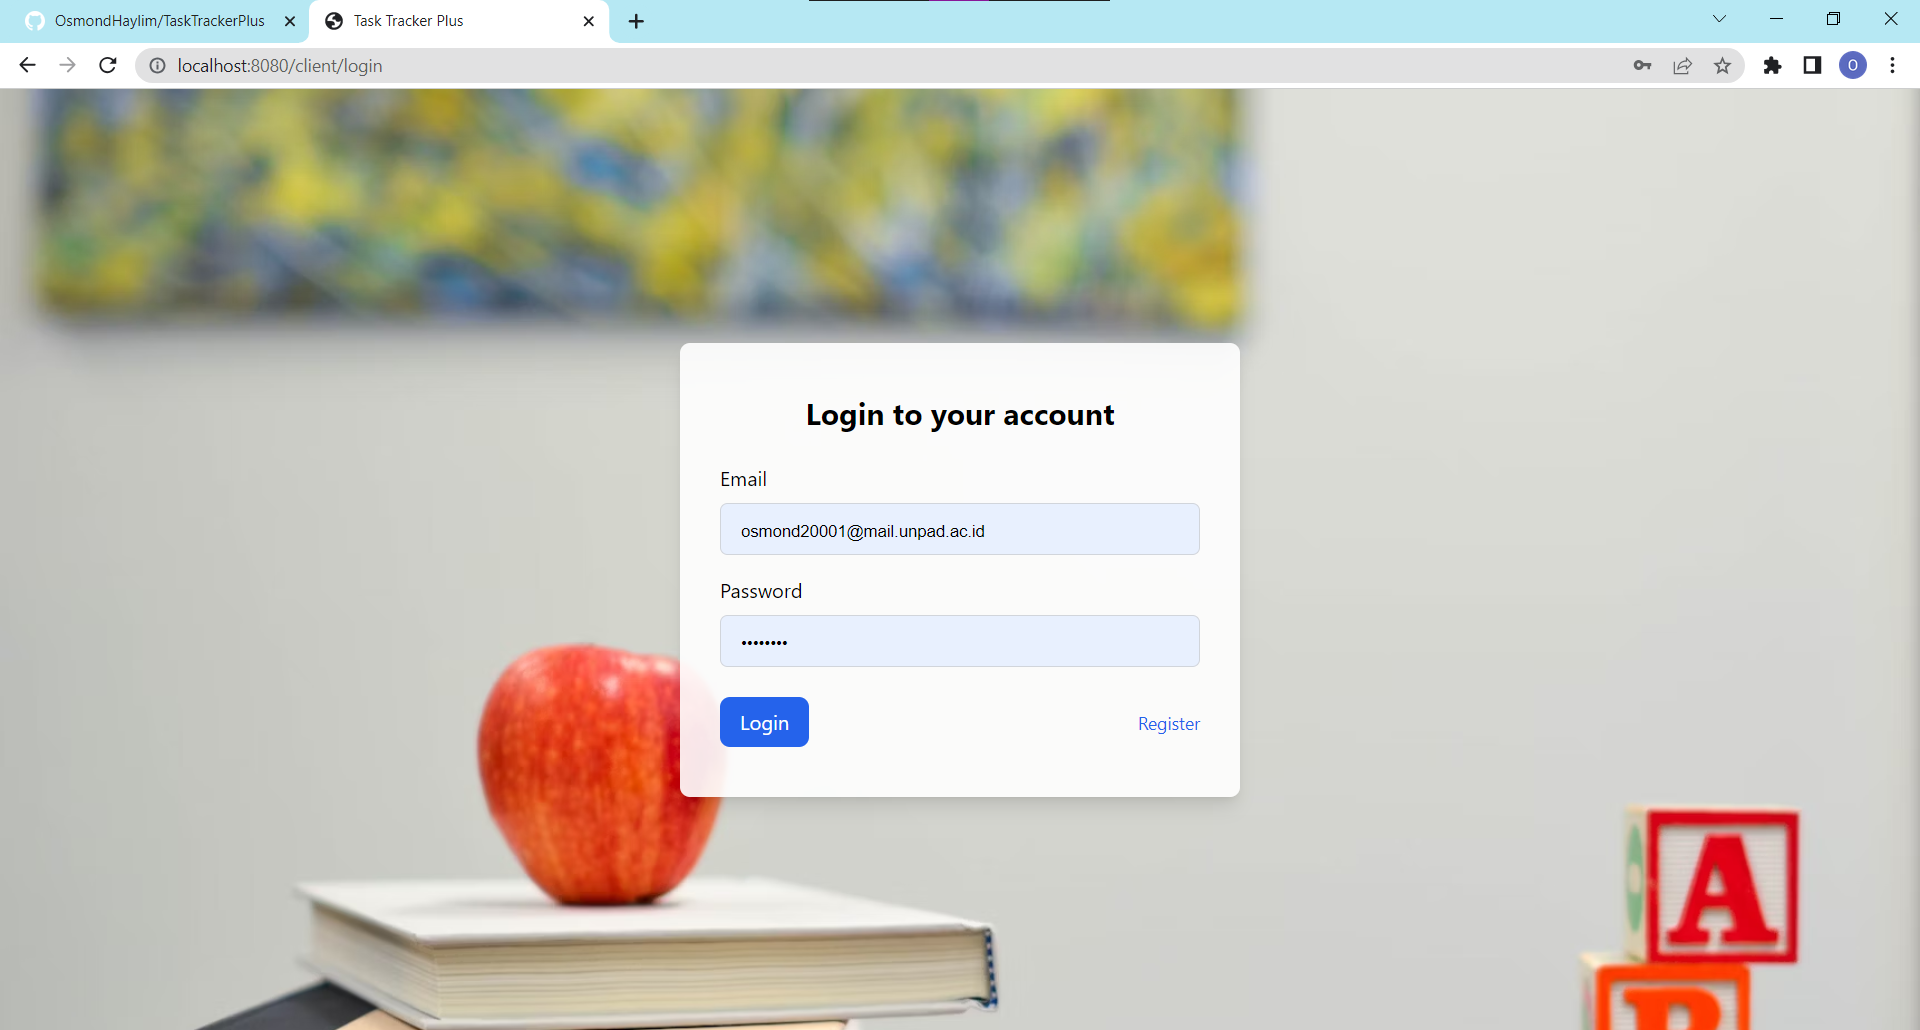 OsmondHaylim/TaskTrackerPlus
Task Tracker Plus
localhost:8080/client/login
O
Login to your account
Email
osmond20001@mail.unpad.ac.id
Password
••••••••
Login
Register
A
B